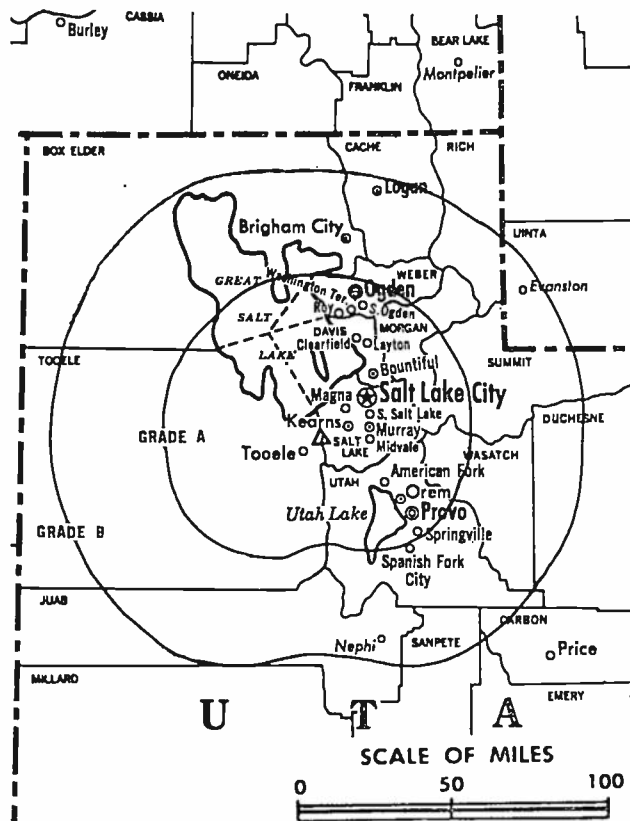 CASSIA
Burley
BEAR LAKE
ONEIDA
Montpelier
FRANKLIN
BOX ELDER
CACHE
RICH
Logan
Brigham City
UINTA
GREAT
WEBER
Washington Ter.
Ogden
Evanston
SALT
Roy
S. Ogden
DAVIS
MORGAN
Clearfield
Layton
TOOELE
LAKE
SUMMIT
Bountiful
Salt Lake City
Magna
DUCHESNE
S. Salt Lake
Kearns
Murray
GRADE A
SALT
LAKE
Midvale
WASATCH
Tooele
UTAH
American Fork
Orem
Utah Lake
Provo
GRADE B
Springville
Spanish Fork
City
JUAB
CARBON
Nephi
SANPETE
Price
MILLARD
EMERY
U T A
SCALE OF MILES
0 50 100